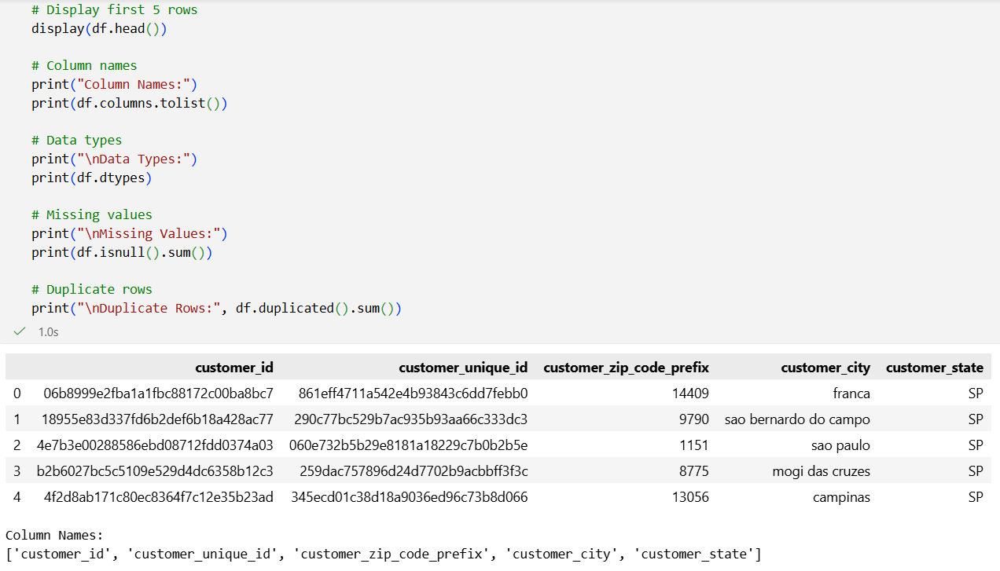 # Display first 5 rows
display(df.head())
# Column names
print("Column Names:")
print(df.columns.tolist())
# Data types
print("\nData Types:")
print(df.dtypes)
# Missing values
print("\nMissing Values:")
print(df.isnull().sum())
# Duplicate rows
print("\nDuplicate Rows:", df.duplicated().sum())
1.0s
customer_id customer_unique_id customer_zip_code_prefix customer_city customer_state
0 06b8999e2fba1a1fbc88172c00ba8bc7 861eff4711a542e4b93843c6dd7febb0 14409 franca SP
1 18955e83d337fd6b2def6b18a428ac77 290c77bc529b7ac935b93aa66c333dc3 9790 sao bernardo do campo SP
2 4e7b3e00288586ebd08712fdd0374a03 060e732b5b29e8181a18229c7b0b2b5e 1151 sao paulo SP
3 b2b6027bc5c5109e529d4dc6358b12c3 259dac757896d24d7702b9acbbff3f3c 8775 mogi das cruzes SP
4 4f2d8ab171c80ec8364f7c12e35b23ad 345ecd01c38d18a9036ed96c73b8d066 13056 campinas SP
Column Names:
['customer_id', 'customer_unique_id', 'customer_zip_code_prefix', 'customer_city', 'customer_state']